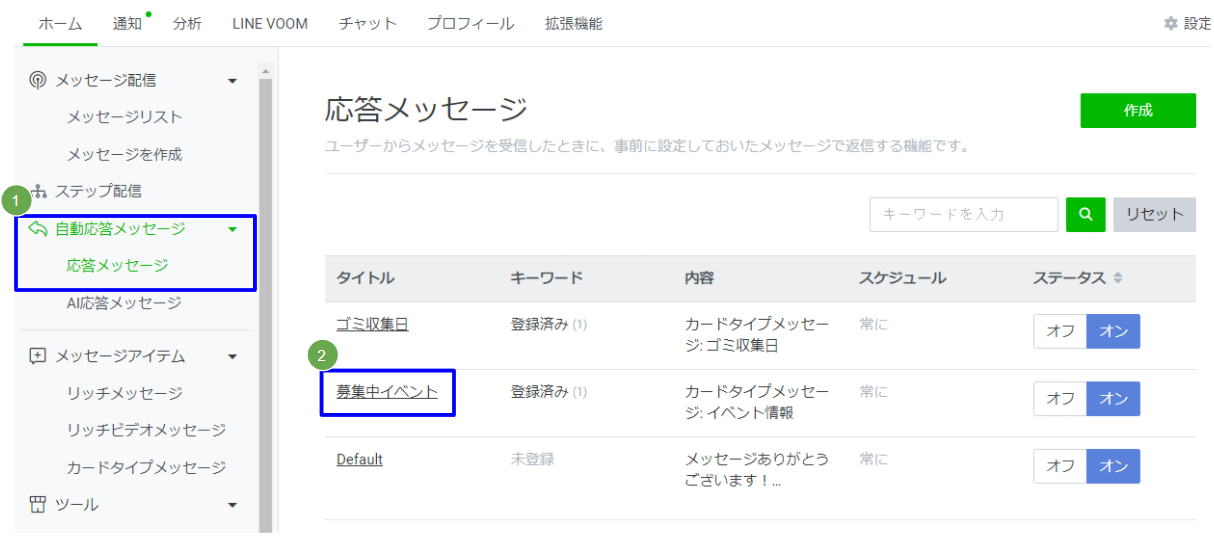 ホーム 通知 分析 LINE VOOM チャット プロフィール 拡張機能 設定
メッセージ配信
メッセージリスト
メッセージを作成
ステップ配信
1
自動応答メッセージ
応答メッセージ
AI応答メッセージ
メッセージアイテム
リッチメッセージ
リッチビデオメッセージ
カードタイプメッセージ
ツール
応答メッセージ
作成
ユーザーからメッセージを受信したときに、事前に設定しておいたメッセージで返信する機能です。
キーワードを入力 リセット
タイトル キーワード 内容 スケジュール ステータス
ゴミ収集日 登録済み (1) カードタイプメッセー 常に オフ オン
ジ: ゴミ収集日
2
募集中イベント 登録済み (1) カードタイプメッセー 常に オフ オン
ジ: イベント情報
Default 未登録 メッセージありがとう 常に オフ オン
ございます！...